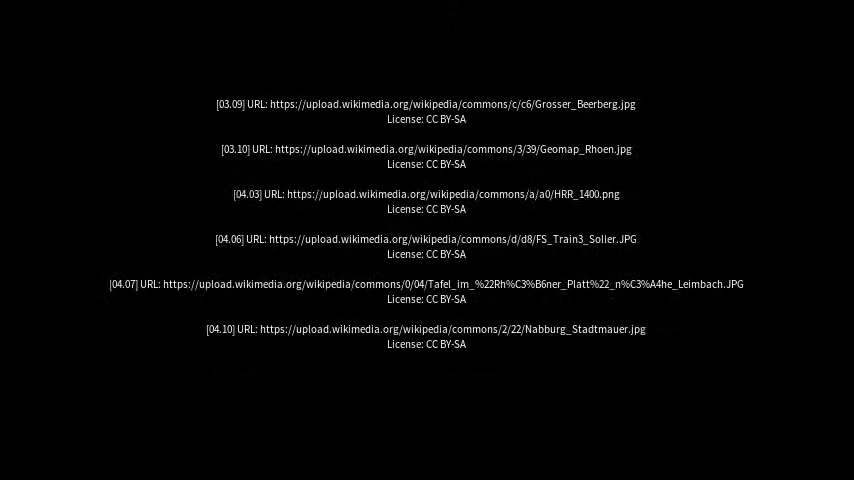 [03.09] URL: https://upload.wikimedia.org/wikipedia/commons/c/c6/Grosser_Beerberg.jpg
License: CC BY-SA
[03.10] URL: https://upload.wikimedia.org/wikipedia/commons/3/39/Geomap_Rhoen.jpg
License: CC BY-SA
[04.03] URL: https://upload.wikimedia.org/wikipedia/commons/a/a0/HRR_1400.png
License: CC BY-SA
[04.06] URL: https://upload.wikimedia.org/wikipedia/commons/d/d8/FS_Train3_Soller.JPG
License: CC BY-SA
[04.07] URL: https://upload.wikimedia.org/wikipedia/commons/0/04/Tafel_im_%22Rh%C3%B6ner_Platt%22_n%C3%A4he_Leimbach.JPG
License: CC BY-SA
[04.10] URL: https://upload.wikimedia.org/wikipedia/commons/2/22/Nabburg_Stadtmauer.jpg
License: CC BY-SA